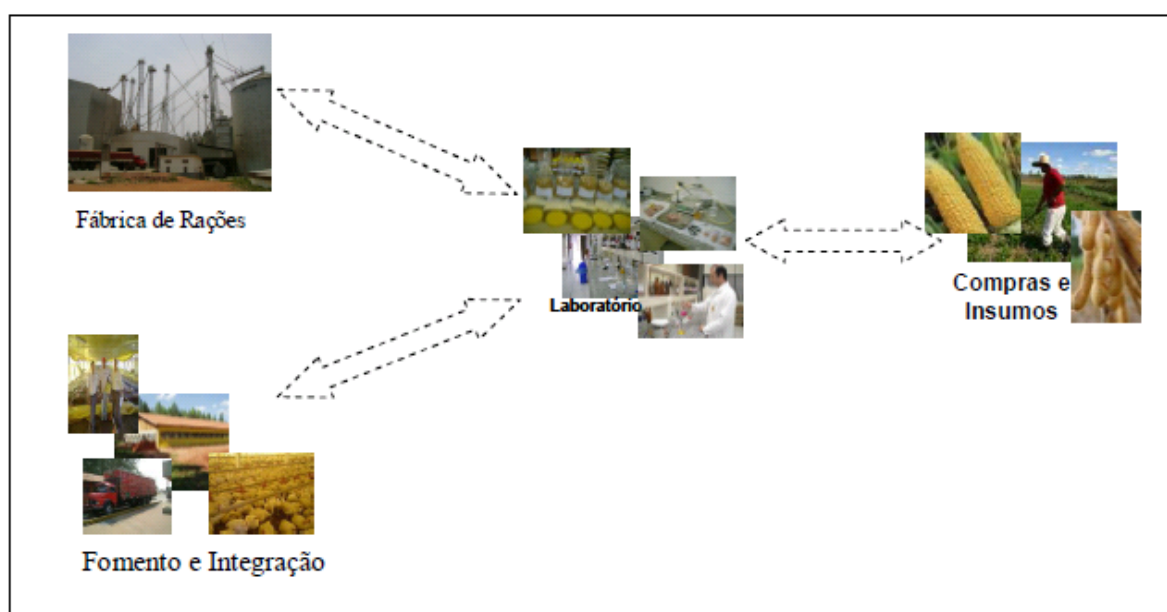 Fábrica de Rações
Laboratório
Compras e
Insumos
Fomento e Integração